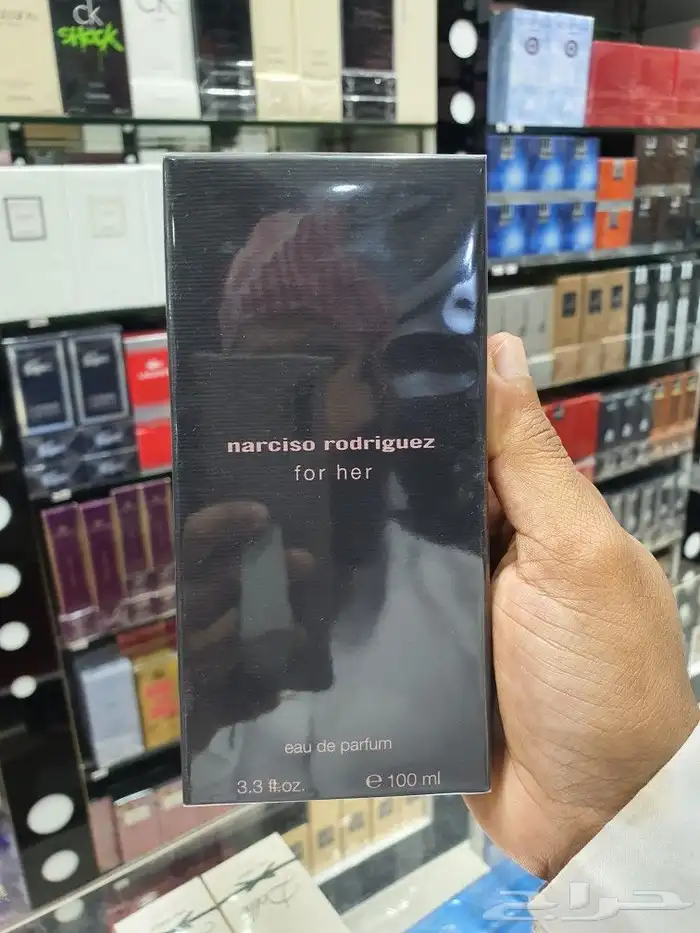 ck
SHOCK
narciso rodriguez
for her
eau de parfum
3.3 fl.oz.
e 100 ml
حراج